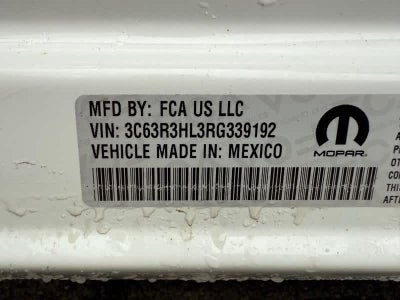 MFD BY: FCA US LLC
VIN: 3C63R3HL3RG339192
VEHICLE MADE IN: MEXICO
MOPAR